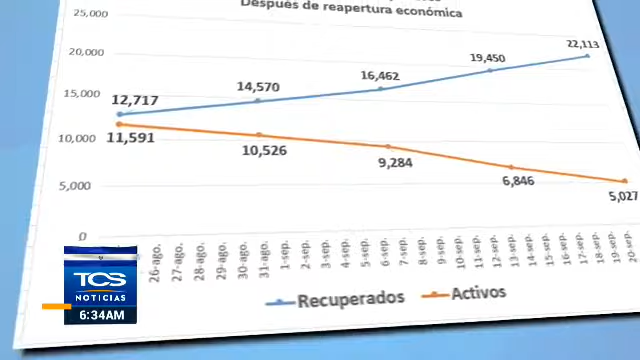 Después de reapertura económica
25,000
20,000
15,000
10,000
5,000
0
12,717
14,570
16,462
19,450
22,113
11,591
10,526
9,284
6,846
5,027
26-ago.
27-ago.
28-ago.
29-ago.
30-ago.
31-ago.
1-sep.
2-sep.
3-sep.
4-sep.
5-sep.
6-sep.
7-sep.
8-sep.
9-sep.
10-sep.
11-sep.
12-sep.
13-sep.
14-sep.
15-sep.
16-sep.
17-sep.
18-sep.
19-sep.
20-sep.
Recuperados Activos
TCS
NOTICIAS
6:34AM